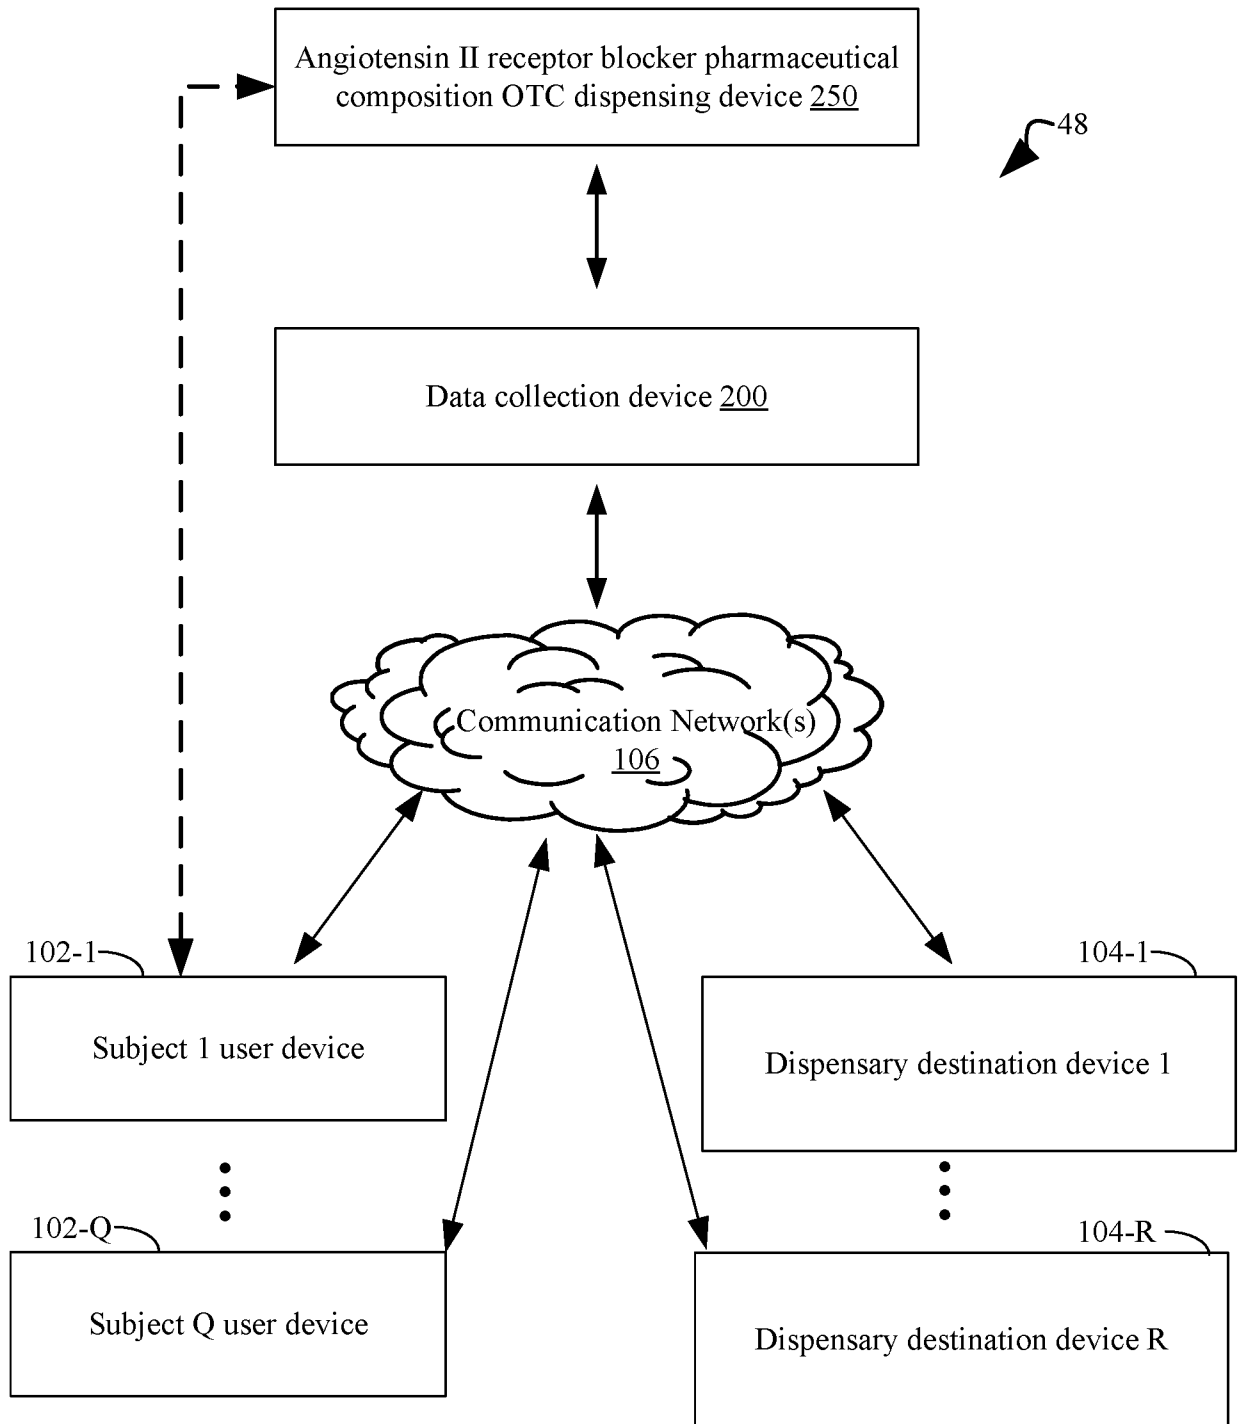 Angiotensin II receptor blocker pharmaceutical
composition OTC dispensing device 250
48
Data collection device 200
Communication Network(s)
106
102-1
104-1
Subject 1 user device
Dispensary destination device 1
102-Q
104-R
Subject Q user device
Dispensary destination device R